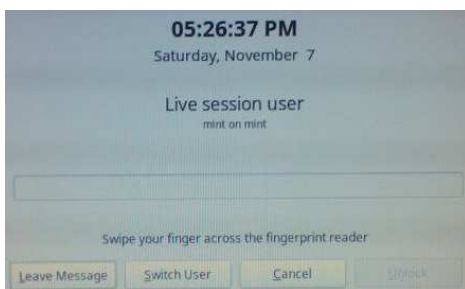 05:26:37 PM
Saturday, November 7
Live session user
mint on mint
Swipe your finger across the fingerprint reader
Leave Message
Switch User
Cancel
Unlock